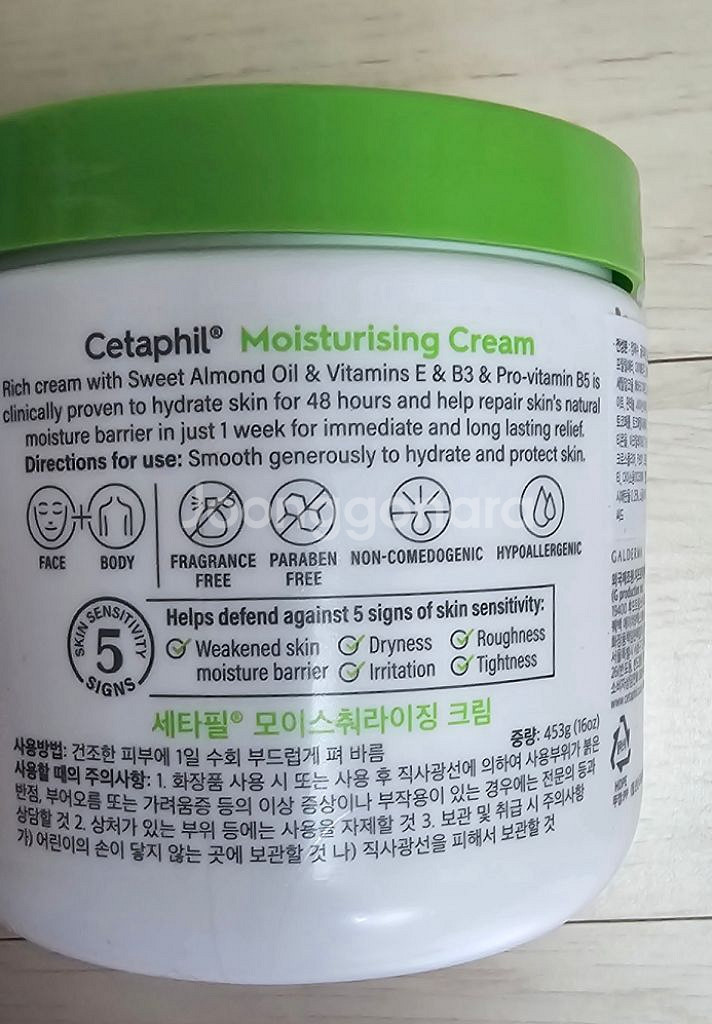 Cetaphil® Moisturising Cream
Rich cream with Sweet Almond Oil & Vitamins E & B3 & Pro-vitamin B5 is
clinically proven to hydrate skin for 48 hours and help repair skin's natural
moisture barrier in just 1 week for immediate and long lasting relief.
Directions for use: Smooth generously to hydrate and protect skin.
FACE
BODY
FRAGRANCE FREE
PARABEN FREE
NON-COMEDOGENIC
HYPOALLERGENIC
Joonggonara
SKIN SENSITIVITY
5
SIGNS
Helps defend against 5 signs of skin sensitivity:
Weakened skin moisture barrier
Dryness
Roughness
Irritation
Tightness
세타필® 모이스춰라이징 크림
중량: 453g (16oz)
사용방법: 건조한 피부에 1일 수회 부드럽게 펴 바름
사용할 때의 주의사항: 1. 화장품 사용 시 또는 사용 후 직사광선에 의하여 사용부위가 붉은
반점, 부어오름 또는 가려움증 등의 이상 증상이나 부작용이 있는 경우에는 전문의 등과
상담할 것 2. 상처가 있는 부위 등에는 사용을 자제할 것 3. 보관 및 취급 시 주의사항
가) 어린이의 손이 닿지 않는 곳에 보관할 것 나) 직사광선을 피해서 보관할 것
GALDERMA
HDPE